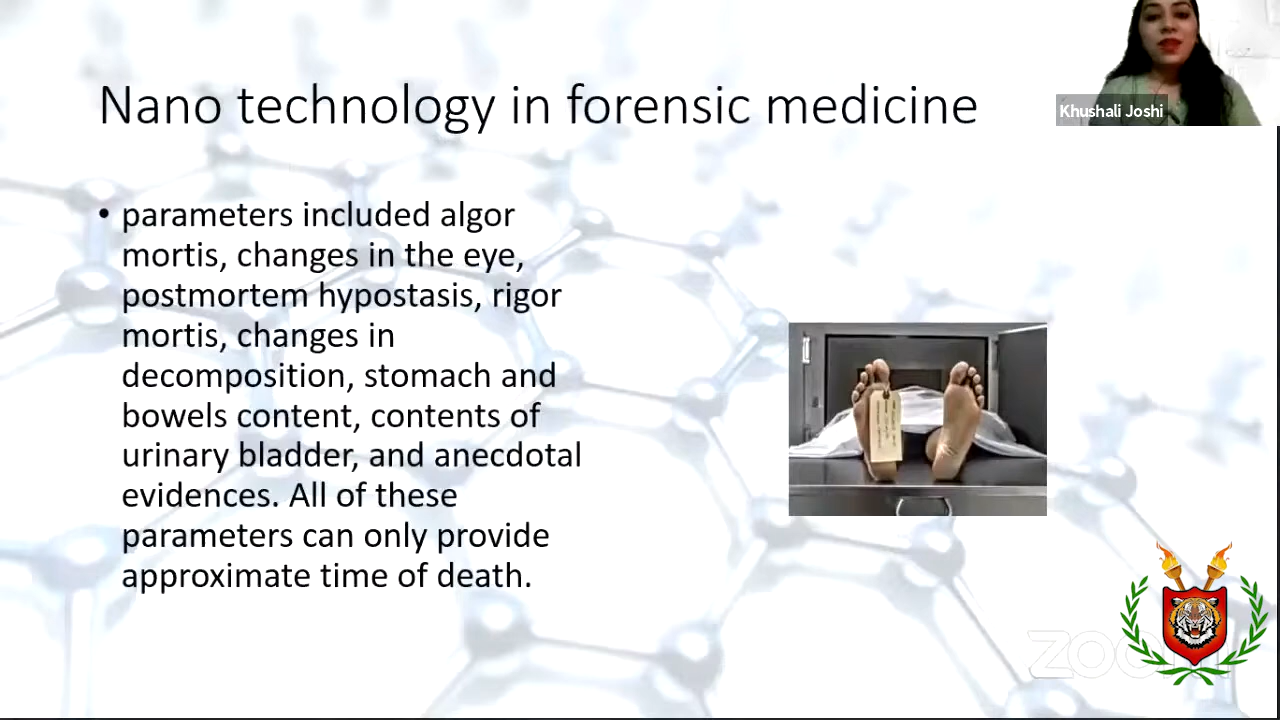 Nano technology in forensic medicine
Khushali Joshi
• parameters included algor
mortis, changes in the eye,
postmortem hypostasis, rigor
mortis, changes in
decomposition, stomach and
bowels content, contents of
urinary bladder, and anecdotal
evidences. All of these
parameters can only provide
approximate time of death.
zoom